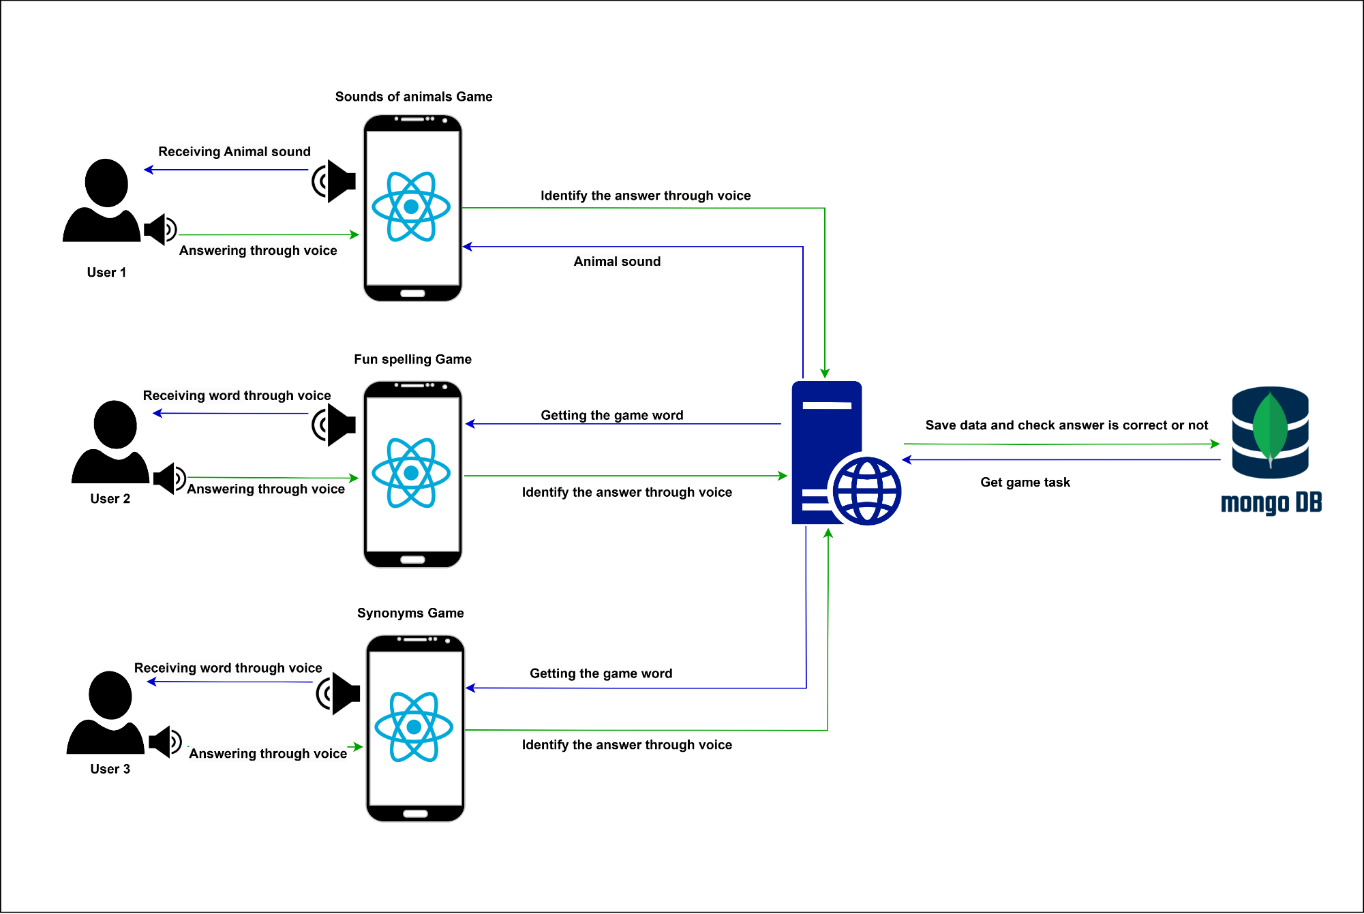 Sounds of animals Game
Receiving Animal sound
Answering through voice
User 1
Identify the answer through voice
Animal sound
Fun spelling Game
Receiving word through voice
Answering through voice
User 2
Getting the game word
Identify the answer through voice
Save data and check answer is correct or not
Get game task
mongo DB
Synonyms Game
Receiving word through voice
Answering through voice
User 3
Getting the game word
Identify the answer through voice